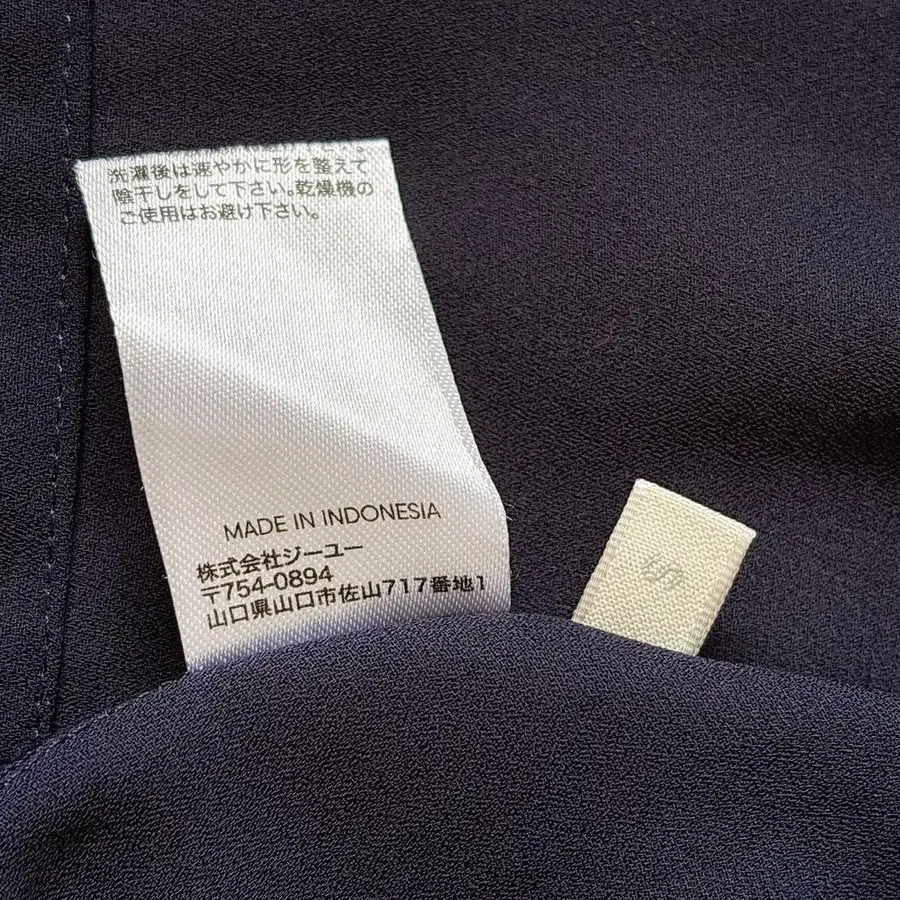 洗濯後は速やかに形を整えて
陰干しをして下さい。乾燥機の
ご使用はお避け下さい。
MADE IN INDONESIA
株式会社ジーユー
〒754-0894
山口県山口市佐山717番地1